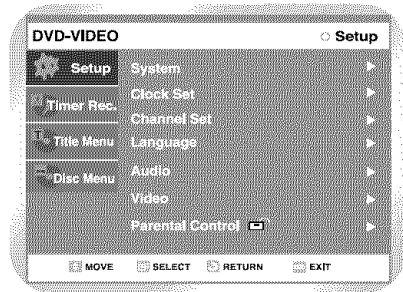 DVD-VIDEO Setup
Setup System
Clock Set
Timer Rec.
Channel Set
Title Menu Language
Disc Menu Audio
Video
Parental Control
MOVE SELECT RETURN EXIT